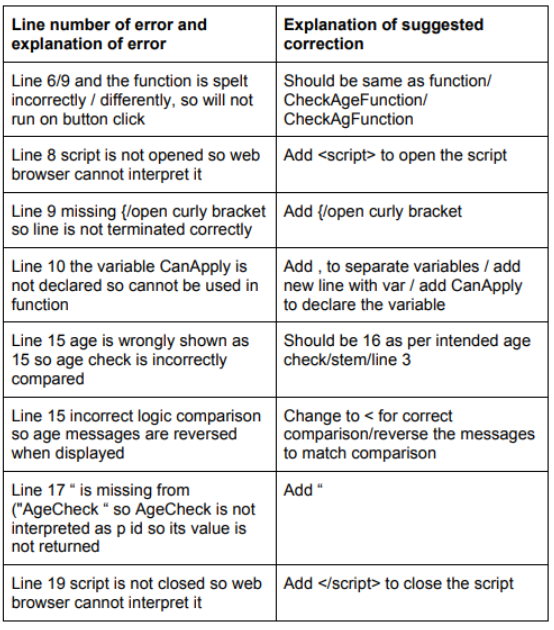 Line number of error and
explanation of error
Explanation of suggested
correction
Line 6/9 and the function is spelt
incorrectly / differently, so will not
run on button click
Should be same as function/
CheckAgeFunction/
CheckAgFunction
Line 8 script is not opened so web
browser cannot interpret it
Add <script> to open the script
Line 9 missing {/open curly bracket
so line is not terminated correctly
Add {/open curly bracket
Line 10 the variable CanApply is
not declared so cannot be used in
function
Add , to separate variables / add
new line with var / add CanApply
to declare the variable
Line 15 age is wrongly shown as
15 so age check is incorrectly
compared
Should be 16 as per intended age
check/stem/line 3
Line 15 incorrect logic comparison
so age messages are reversed
when displayed
Change to < for correct
comparison/reverse the messages
to match comparison
Line 17 “ is missing from
("AgeCheck “ so AgeCheck is not
interpreted as p id so its value is
not returned
Add “
Line 19 script is not closed so web
browser cannot interpret it
Add </script> to close the script